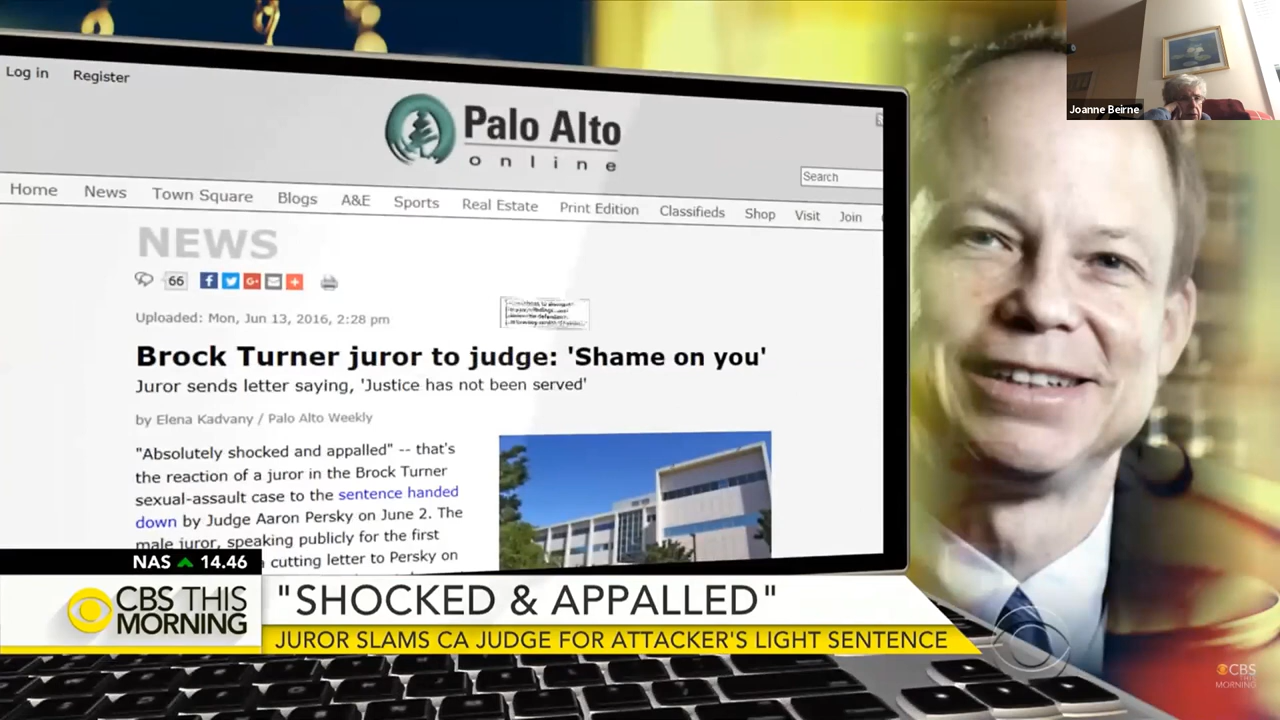 Log in Register
Palo Alto
online
Search
Home News Town Square Blogs A&E Sports Real Estate Print Edition Classifieds Shop Visit Join
NEWS
66
Uploaded: Mon, Jun 13, 2016, 2:28 pm
Brock Turner juror to judge: 'Shame on you'
Juror sends letter saying, 'Justice has not been served'
by Elena Kadvany / Palo Alto Weekly
"Absolutely shocked and appalled" -- that's
the reaction of a juror in the Brock Turner
sexual-assault case to the sentence handed
down by Judge Aaron Persky on June 2. The
male juror, speaking publicly for the first
a cutting letter to Persky on
NAS 14.46
CBS THIS
MORNING
"SHOCKED & APPALLED"
JUROR SLAMS CA JUDGE FOR ATTACKER'S LIGHT SENTENCE
Joanne Beirne
CBS
MORNING